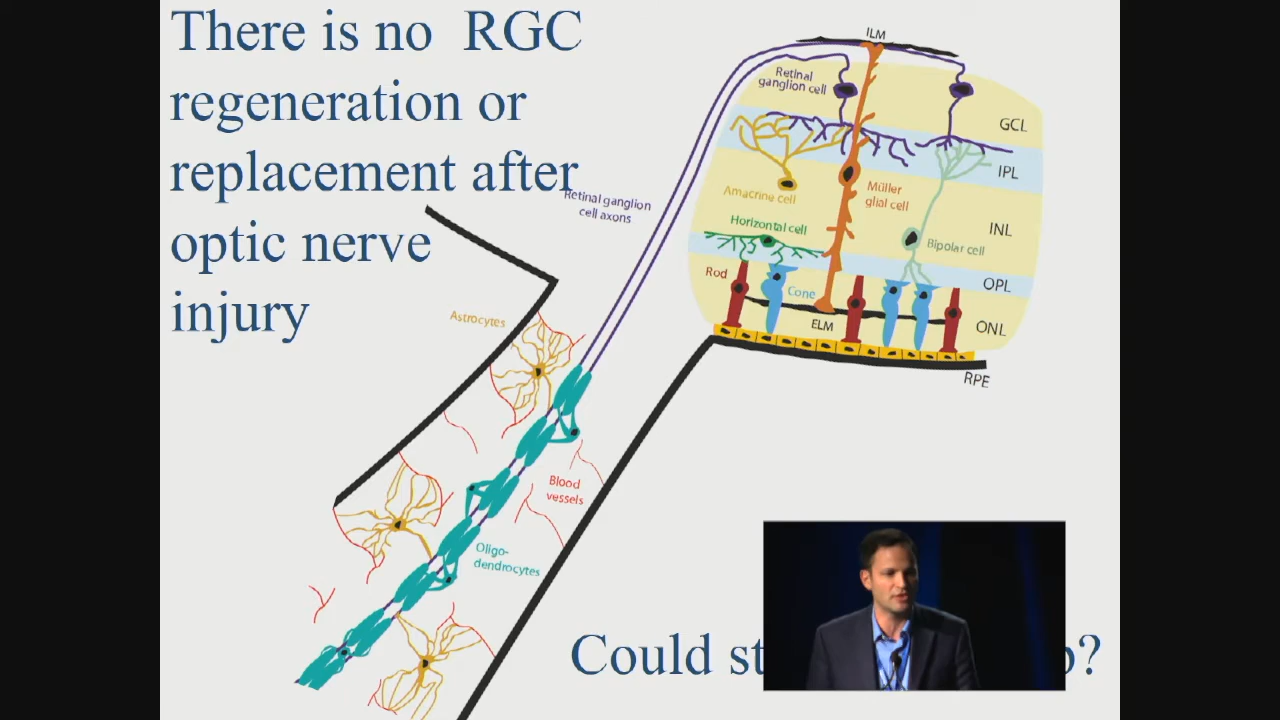 There is no RGC
regeneration or
replacement after
optic nerve
injury
ILM
Retinal
ganglion cell
GCL
IPL
Amacrine cell
Müller
glial cell
INL
Horizontal cell
Bipolar cell
OPL
Rod
Cone
ELM
ONL
RPE
Retinal ganglion
cell axons
Astrocytes
Blood
vessels
Oligo-
dendrocytes
Could